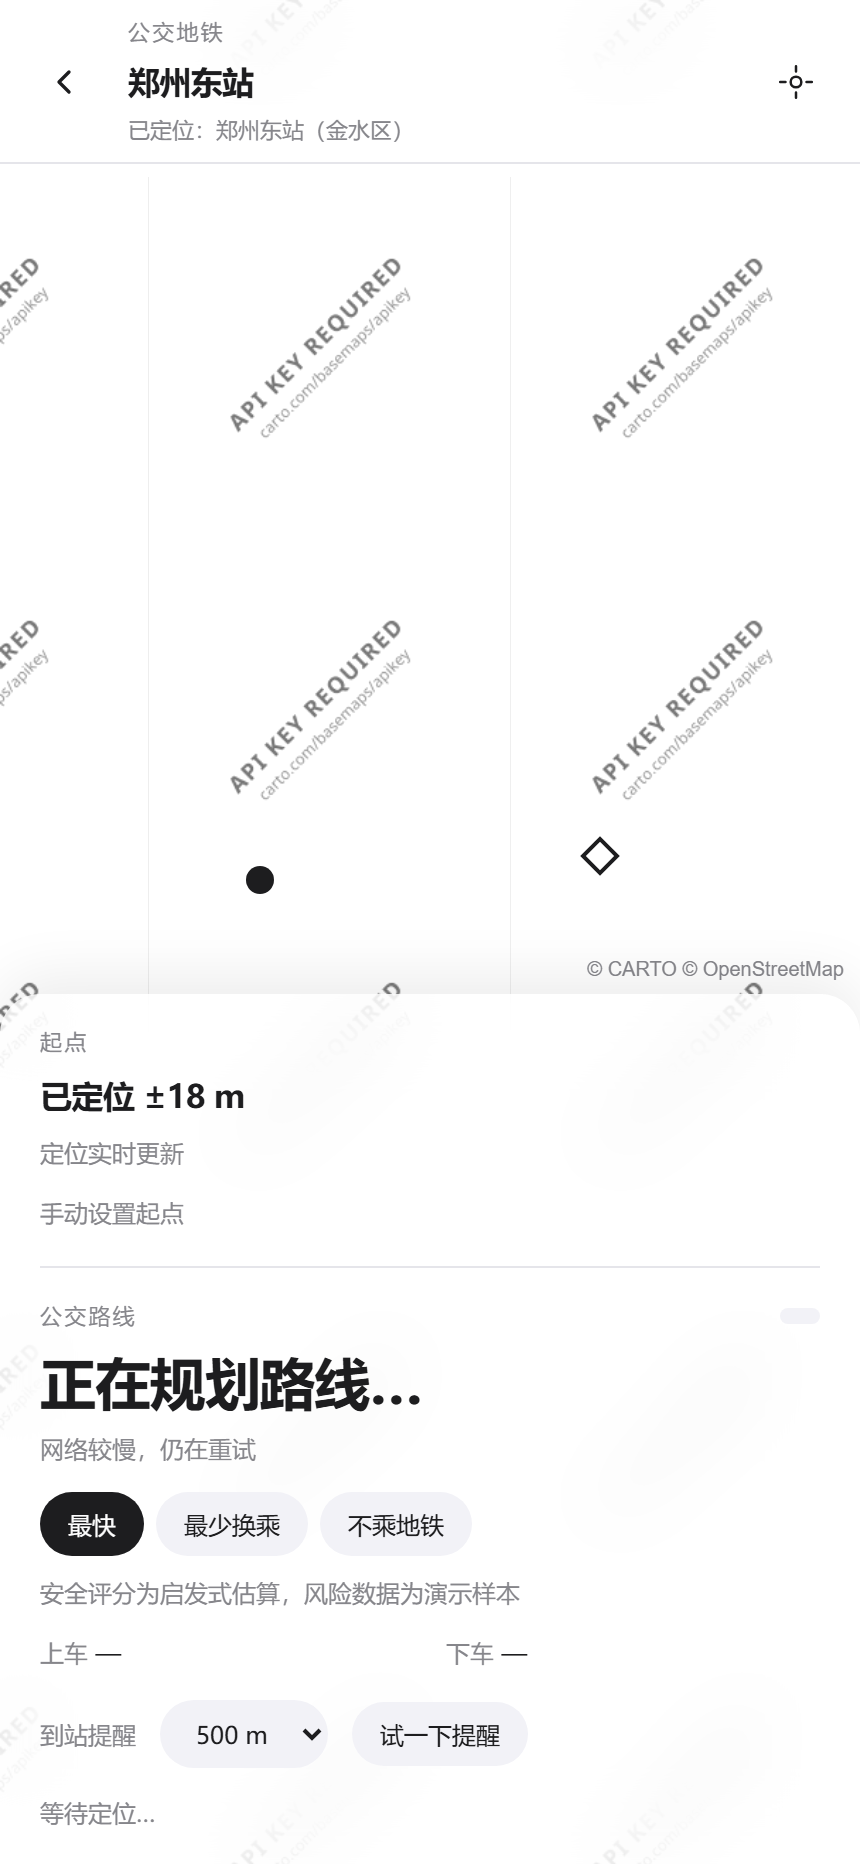 公交地铁
郑州东站
已定位：郑州东站（金水区）
API KEY REQUIRED
carto.com/basemaps/apikey
API KEY REQUIRED
carto.com/basemaps/apikey
API KEY REQUIRED
carto.com/basemaps/apikey
API KEY REQUIRED
carto.com/basemaps/apikey
© CARTO © OpenStreetMap
起点
已定位 ±18 m
定位实时更新
手动设置起点
公交路线
正在规划路线...
网络较慢，仍在重试
最快 最少换乘 不乘地铁
安全评分为启发式估算，风险数据为演示样本
上车 — 下车 —
到站提醒 500 m 试一下提醒
等待定位...